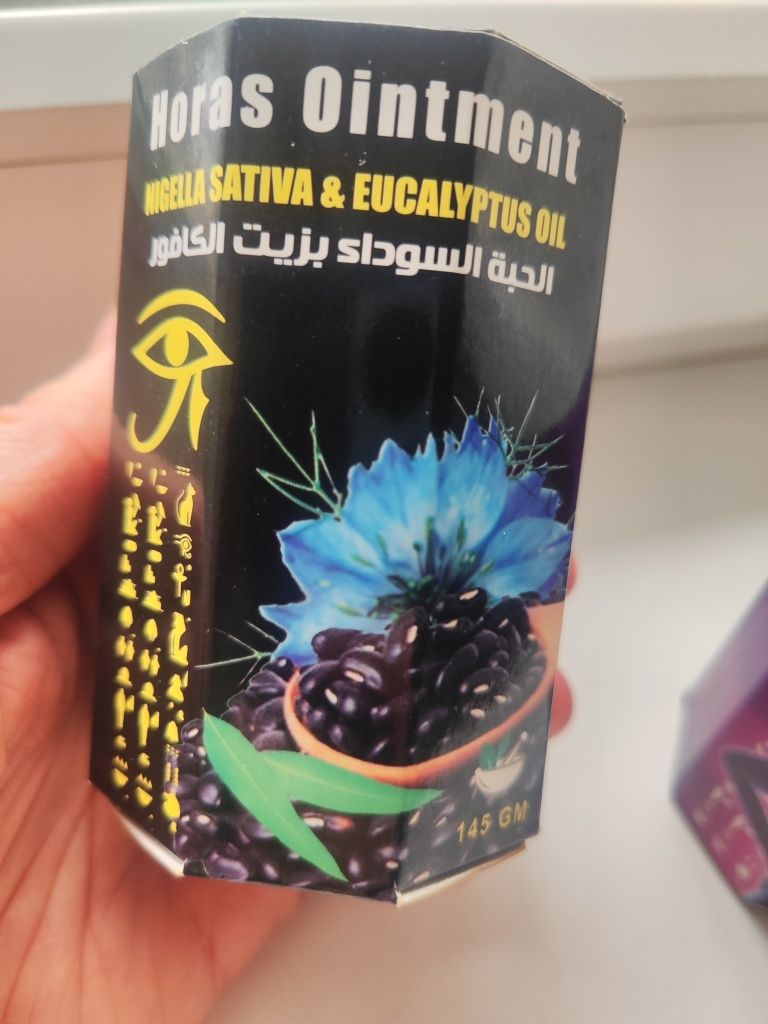 Horas Ointment
NIGELLA SATIVA & EUCALYPTUS OIL
الحبة السوداء بزيت الكافور
145 GM